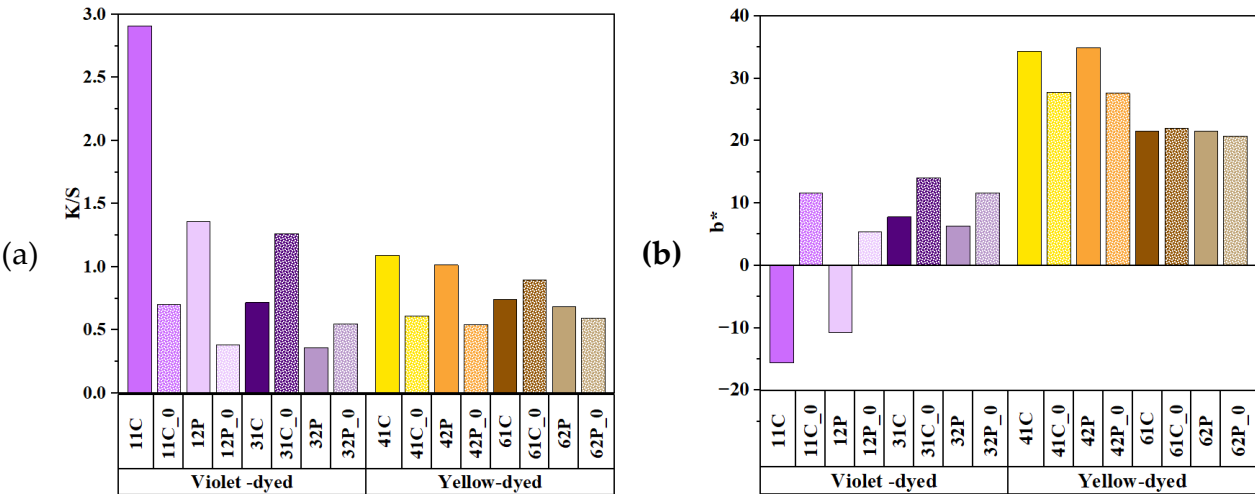 (a)
K/S
3.0
2.5
2.0
1.5
1.0
0.5
0.0
11C
11C_0
12P
12P_0
31C
31C_0
32P
32P_0
41C
41C_0
42P
42P_0
61C
61C_0
62P
62P_0
Violet -dyed
Yellow-dyed
(b)
b*
40
30
20
10
0
−10
−20
11C
11C_0
12P
12P_0
31C
31C_0
32P
32P_0
41C
41C_0
42P
42P_0
61C
61C_0
62P
62P_0
Violet -dyed
Yellow-dyed